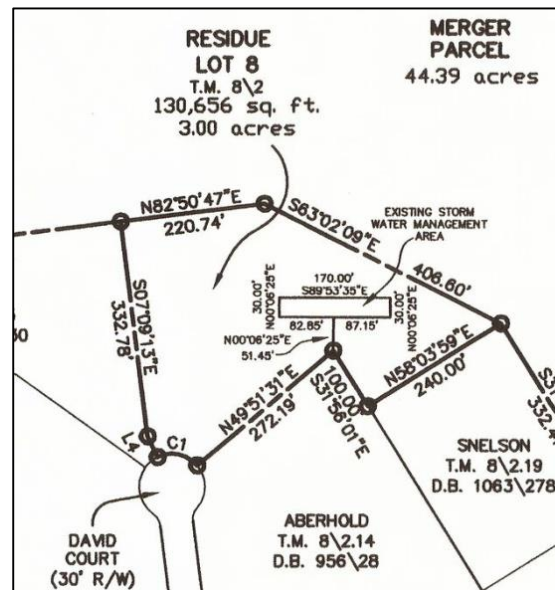 RESIDUE
LOT 8
T.M. 8\2
130,656 sq. ft.
3.00 acres
MERGER
PARCEL
44.39 acres
N82°50'47"E
220.74'
S63°02'09"E
406.60'
EXISTING STORM
WATER MANAGEMENT
AREA
S07°09'13"E
332.78'
170.00'
S89°53'35"E
30.00'
N00°06'25"E
30.00'
N00°06'25"E
82.85'
87.15'
N00°06'25"E
51.45'
N49°51'31"E
272.19'
100.00'
S31°56'01"E
N58°03'59"E
240.00'
L4
C1
SNELSON
T.M. 8\2.19
D.B. 1063\278
DAVID
COURT
(30' R/W)
ABERHOLD
T.M. 8\2.14
D.B. 956\28